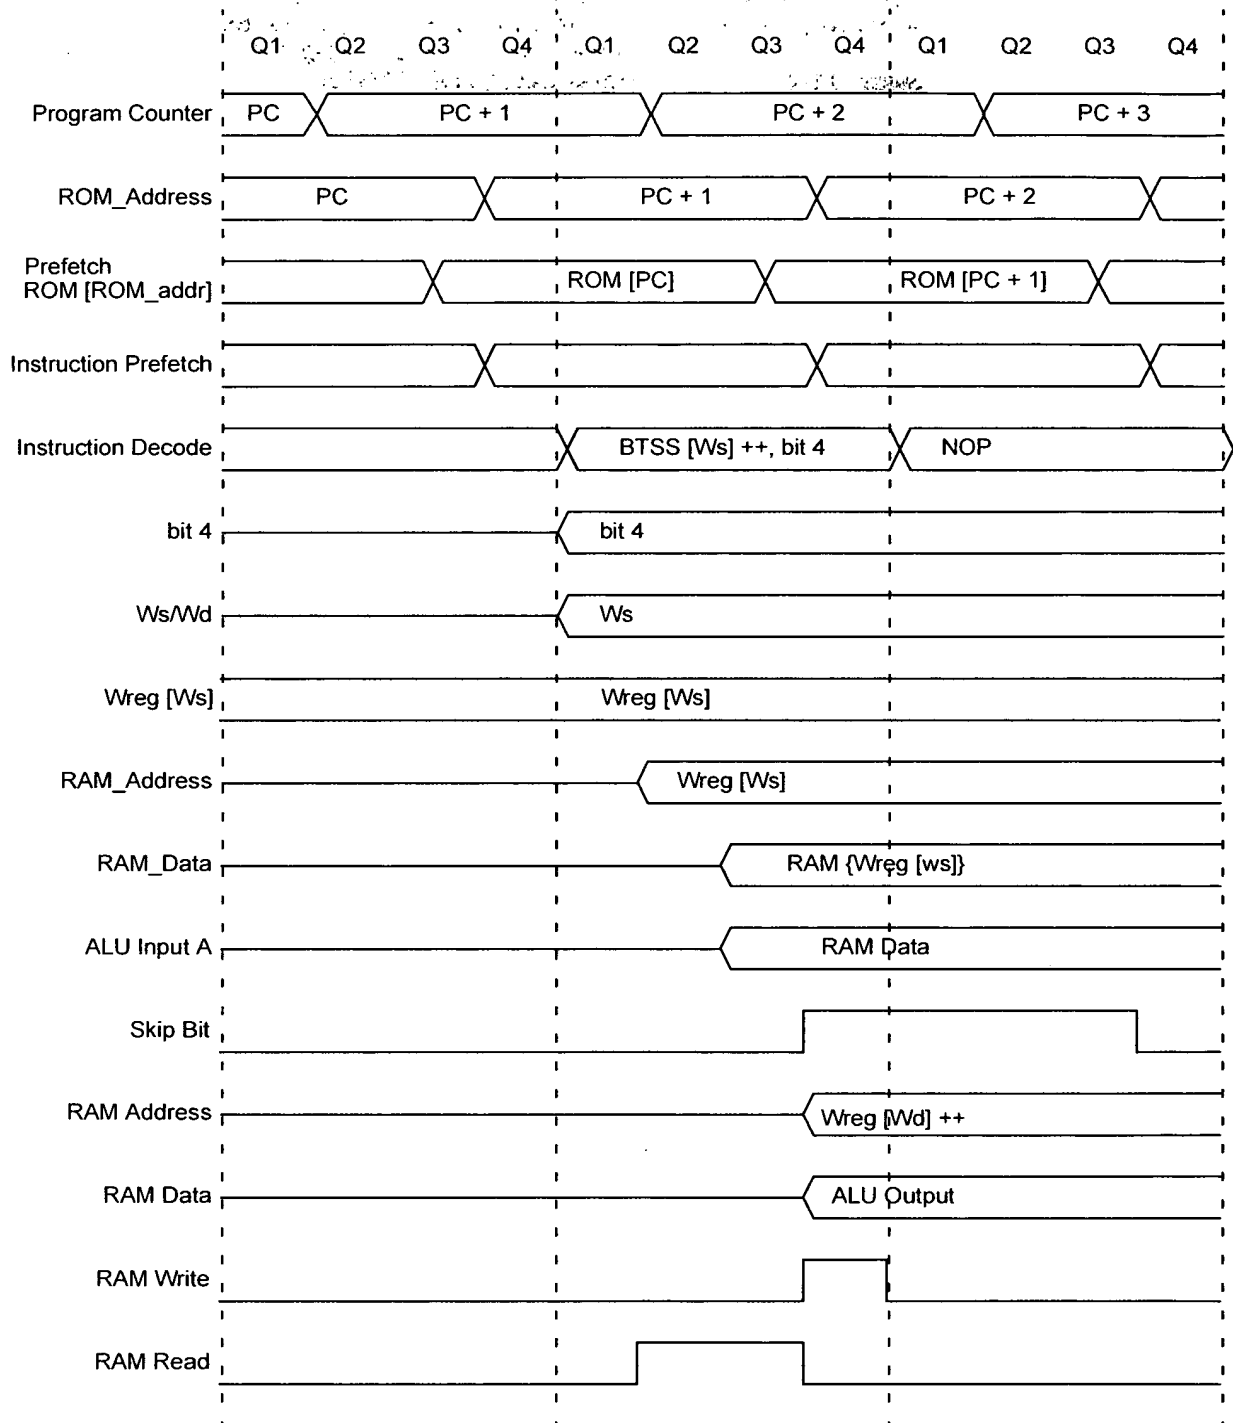 Q1 Q2 Q3 Q4 Q1 Q2 Q3 Q4 Q1 Q2 Q3 Q4
Program Counter PC PC + 1 PC + 2 PC + 3
ROM_Address PC PC + 1 PC + 2
Prefetch
ROM [ROM_addr] ROM [PC] ROM [PC + 1]
Instruction Prefetch
Instruction Decode BTSS [Ws] ++, bit 4 NOP
bit 4 bit 4
Ws/Wd Ws
Wreg [Ws] Wreg [Ws]
RAM_Address Wreg [Ws]
RAM_Data RAM {Wreg [ws]}
ALU Input A RAM Data
Skip Bit
RAM Address Wreg [Wd] ++
RAM Data ALU Output
RAM Write
RAM Read